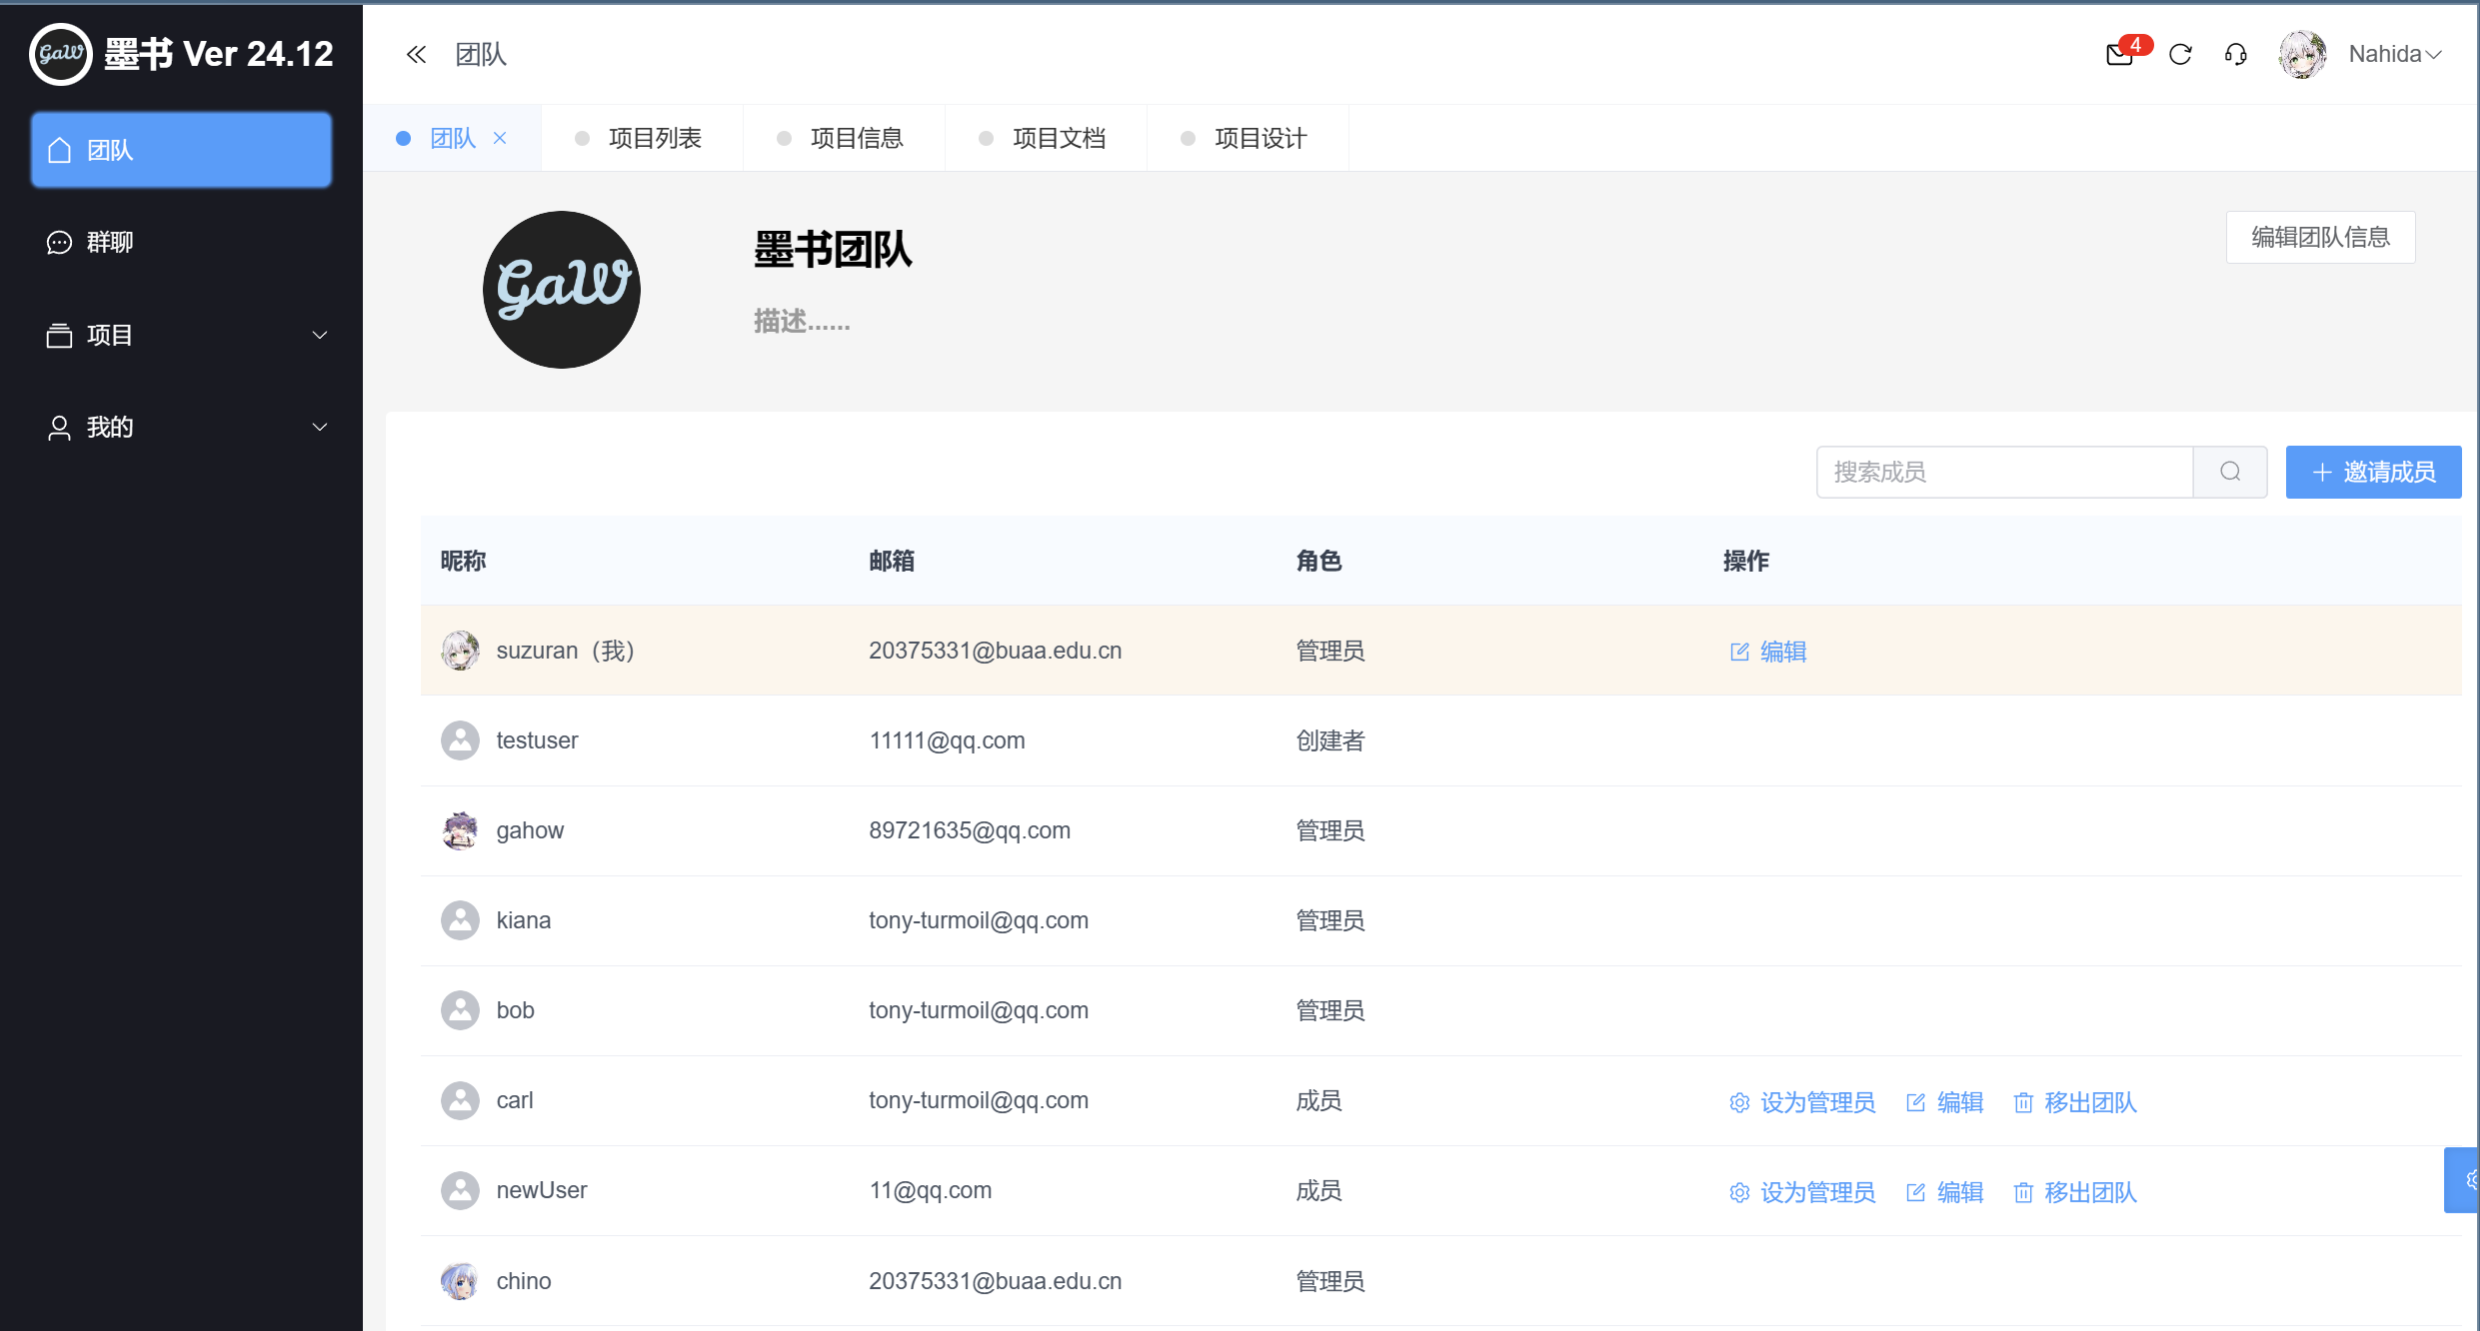 GaW 墨书 Ver 24.12
团队
群聊
项目
我的
团队
4
Nahida
团队 项目列表 项目信息 项目文档 项目设计
GaW
墨书团队
描述......
编辑团队信息
搜索成员
邀请成员
昵称 邮箱 角色 操作
suzuran（我） 20375331@buaa.edu.cn 管理员 编辑
testuser 11111@qq.com 创建者
gahow 89721635@qq.com 管理员
kiana tony-turmoil@qq.com 管理员
bob tony-turmoil@qq.com 管理员
carl tony-turmoil@qq.com 成员 设为管理员 编辑 移出团队
newUser 11@qq.com 成员 设为管理员 编辑 移出团队
chino 20375331@buaa.edu.cn 管理员